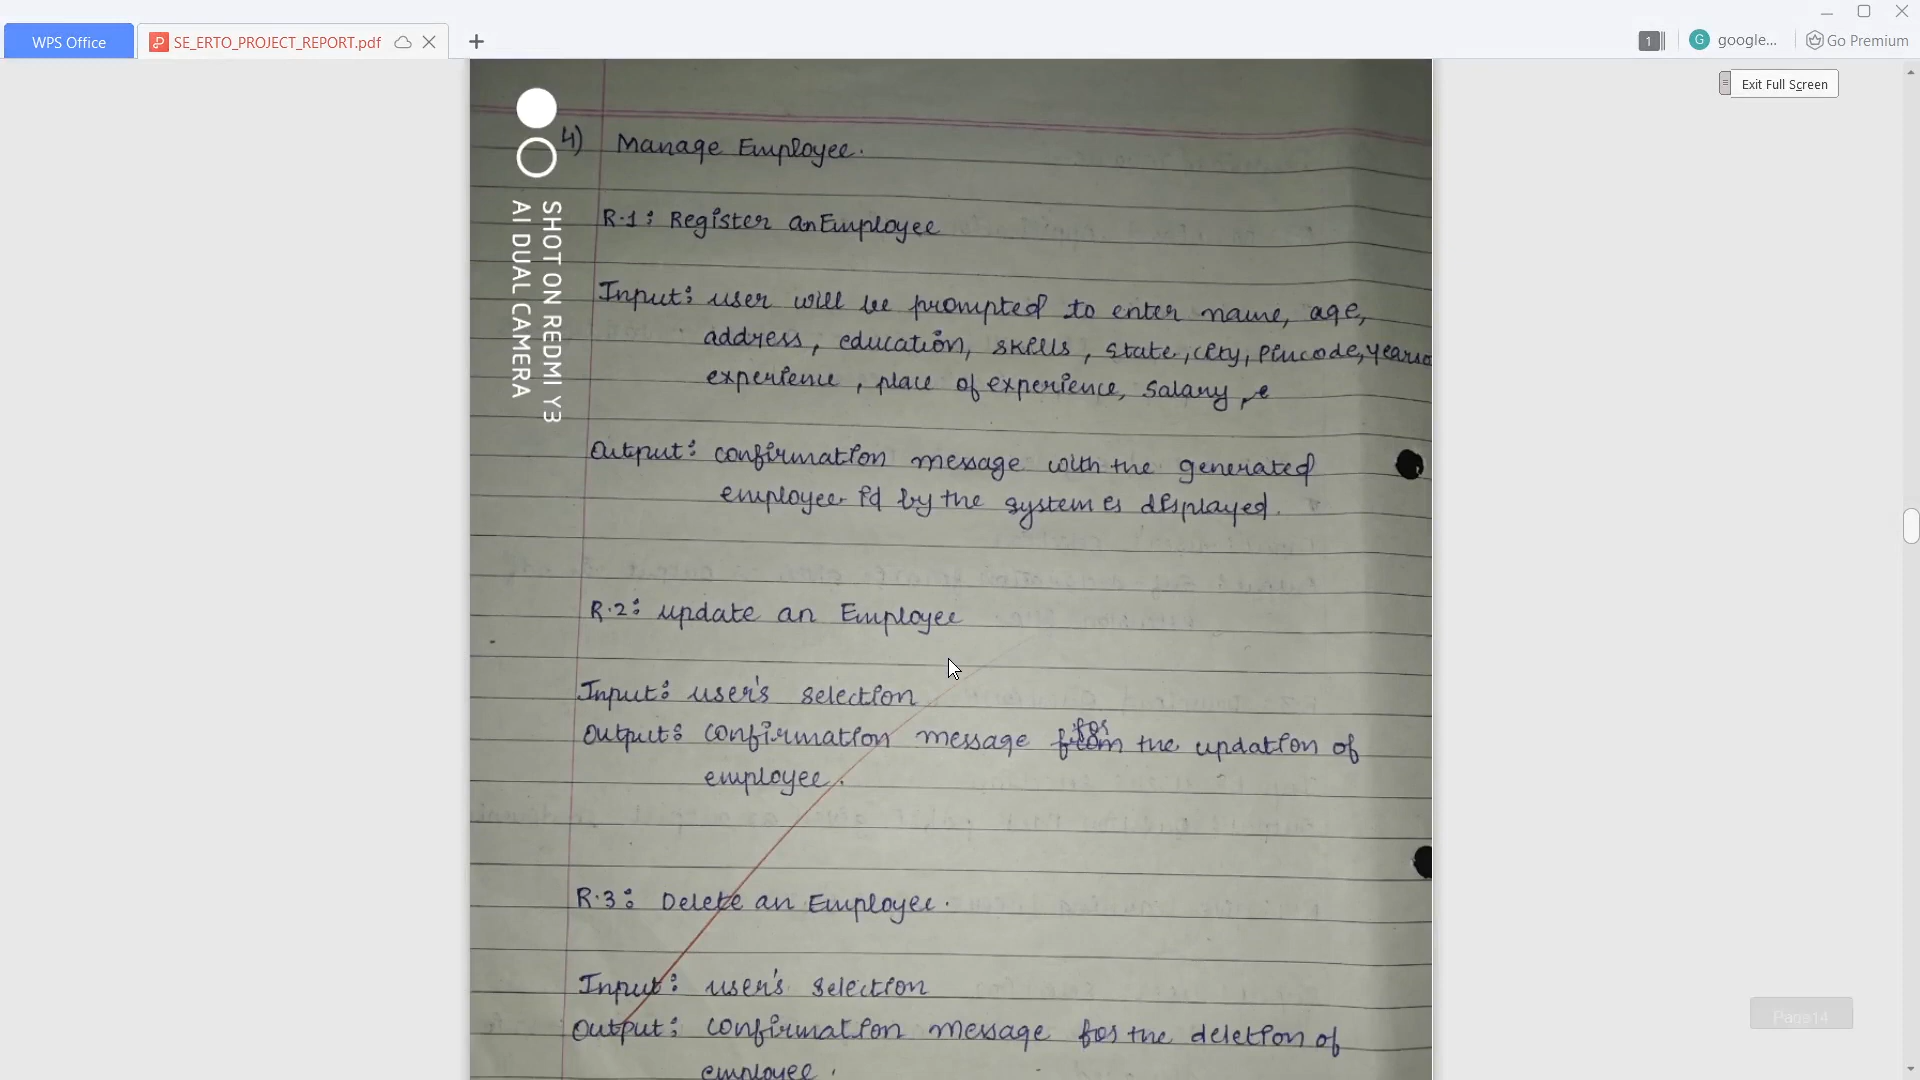 WPS Office
SE_ERTO_PROJECT_REPORT.pdf
1
G google...
Go Premium
Exit Full Screen
SHOT ON REDMI Y3
AI DUAL CAMERA
4) Manage Employee.
R.1: Register an Employee
Input: user will be prompted to enter name, age,
address, education, skills, state, city, pincode, years o
experience, place of experience, salary, e
Output: confirmation message with the generated
employee id by the system is displayed.
R.2: update an Employee
Input: user's selection
for
Output: confirmation message from the updation of
employee.
R.3: Delete an Employee.
Input: user's selection
Output: confirmation message for the deletion of
employee.
Page14